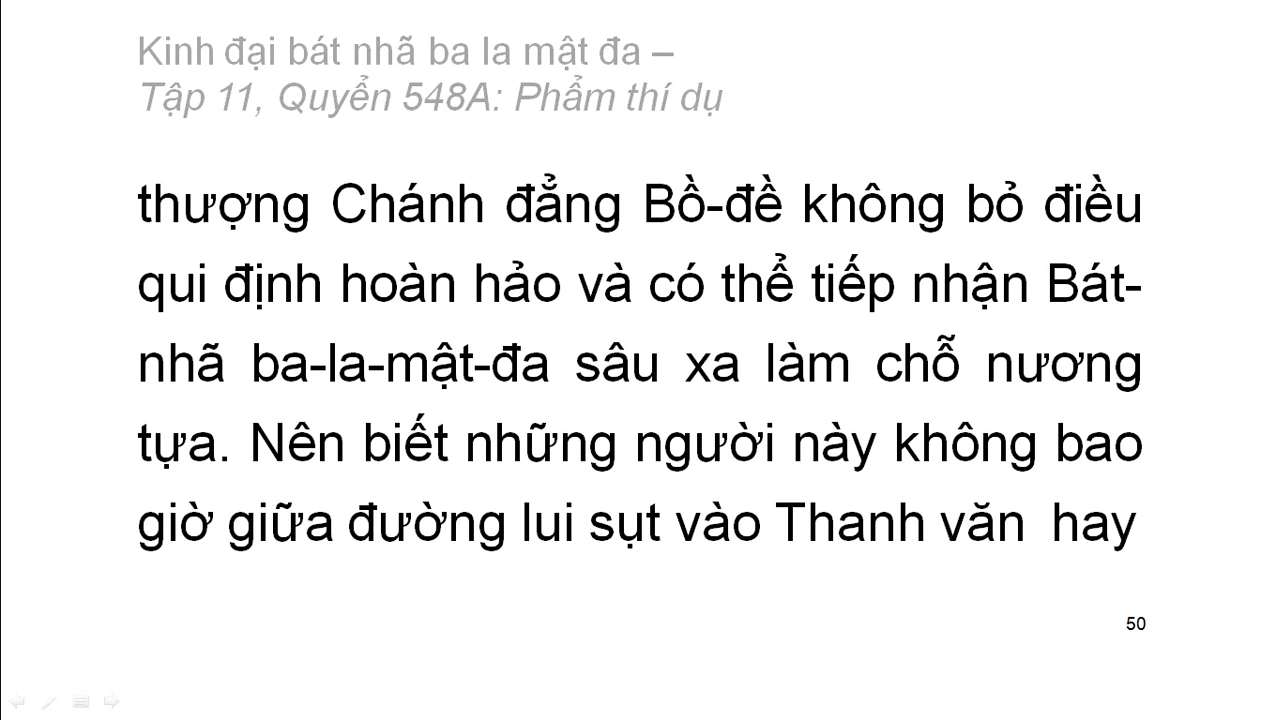 Kinh đại bát nhã ba la mật đa –
Tập 11, Quyển 548A: Phẩm thí dụ
thượng Chánh đẳng Bồ-đề không bỏ điều
qui định hoàn hảo và có thể tiếp nhận Bát-
nhã ba-la-mật-đa sâu xa làm chỗ nương
tựa. Nên biết những người này không bao
giờ giữa đường lui sụt vào Thanh văn hay
50